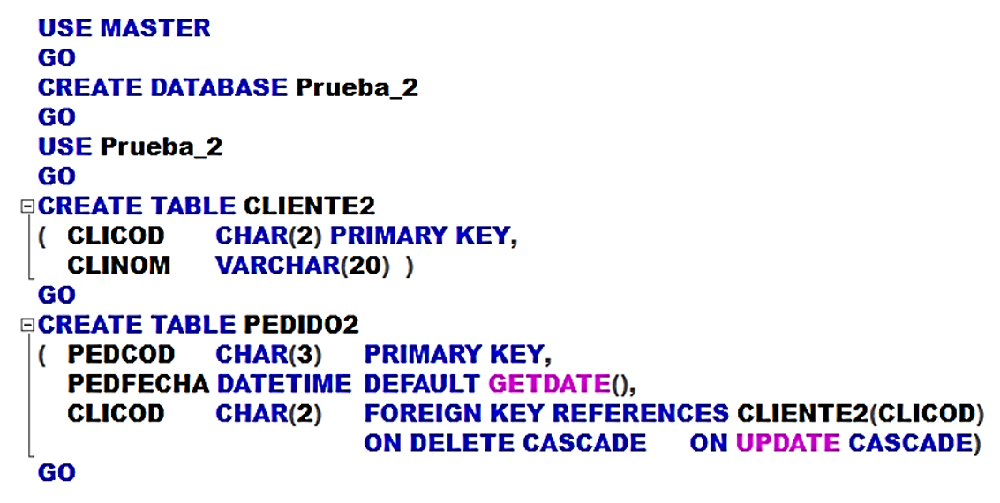 USE MASTER
GO
CREATE DATABASE Prueba_2
GO
USE Prueba_2
GO
CREATE TABLE CLIENTE2
( CLICOD CHAR(2) PRIMARY KEY,
CLINOM VARCHAR(20) )
GO
CREATE TABLE PEDIDO2
( PEDCOD CHAR(3) PRIMARY KEY,
PEDFECHA DATETIME DEFAULT GETDATE(),
CLICOD CHAR(2) FOREIGN KEY REFERENCES CLIENTE2(CLICOD)
ON DELETE CASCADE ON UPDATE CASCADE)
GO